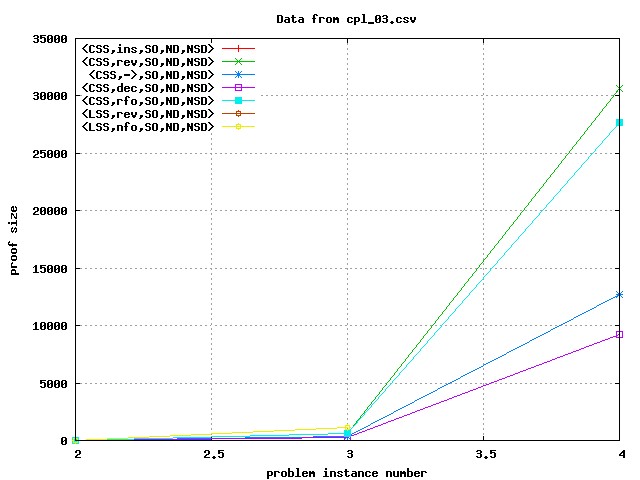 Data from cpl_03.csv
35000
30000
25000
20000
15000
10000
5000
0
proof size
<CSS,ins,SO,ND,NSD>
<CSS,rev,SO,ND,NSD>
<CSS,->,SO,ND,NSD>
<CSS,dec,SO,ND,NSD>
<CSS,rfo,SO,ND,NSD>
<LSS,rev,SO,ND,NSD>
<LSS,nfo,SO,ND,NSD>
2 2.5 3 3.5 4
problem instance number